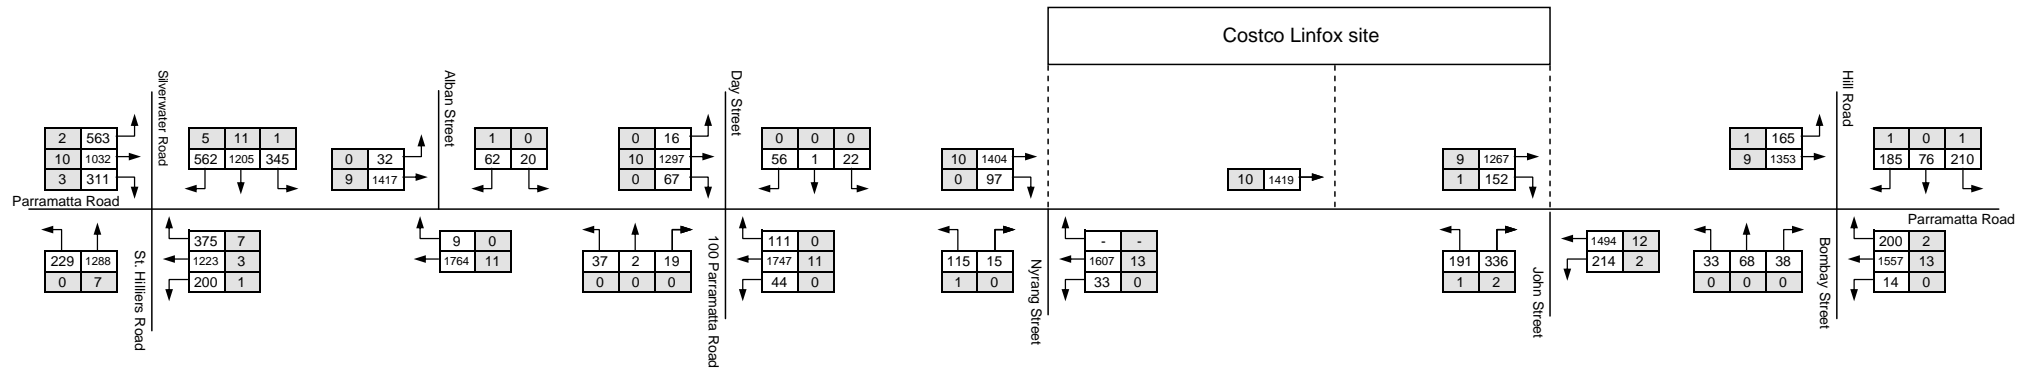 Costco Linfox site
Silverwater Road
Alban Street
Day Street
Hill Road
2 563
10 1032
3 311
5 11 1
562 1205 345
0 32
9 1417
1 0
62 20
0 16
10 1297
0 67
0 0 0
56 1 22
10 1404
0 97
10 1419
9 1267
1 152
1 165
9 1353
1 0 1
185 76 210
Parramatta Road
Parramatta Road
229 1288
0 7
St. Hilliers Road
375 7
1223 3
200 1
9 0
1764 11
37 2 19
0 0 0
100 Parramatta Road
111 0
1747 11
44 0
115 15
1 0
Nyrang Street
- -
1607 13
33 0
191 336
1 2
John Street
1494 12
214 2
33 68 38
0 0 0
Bombay Street
200 2
1557 13
14 0